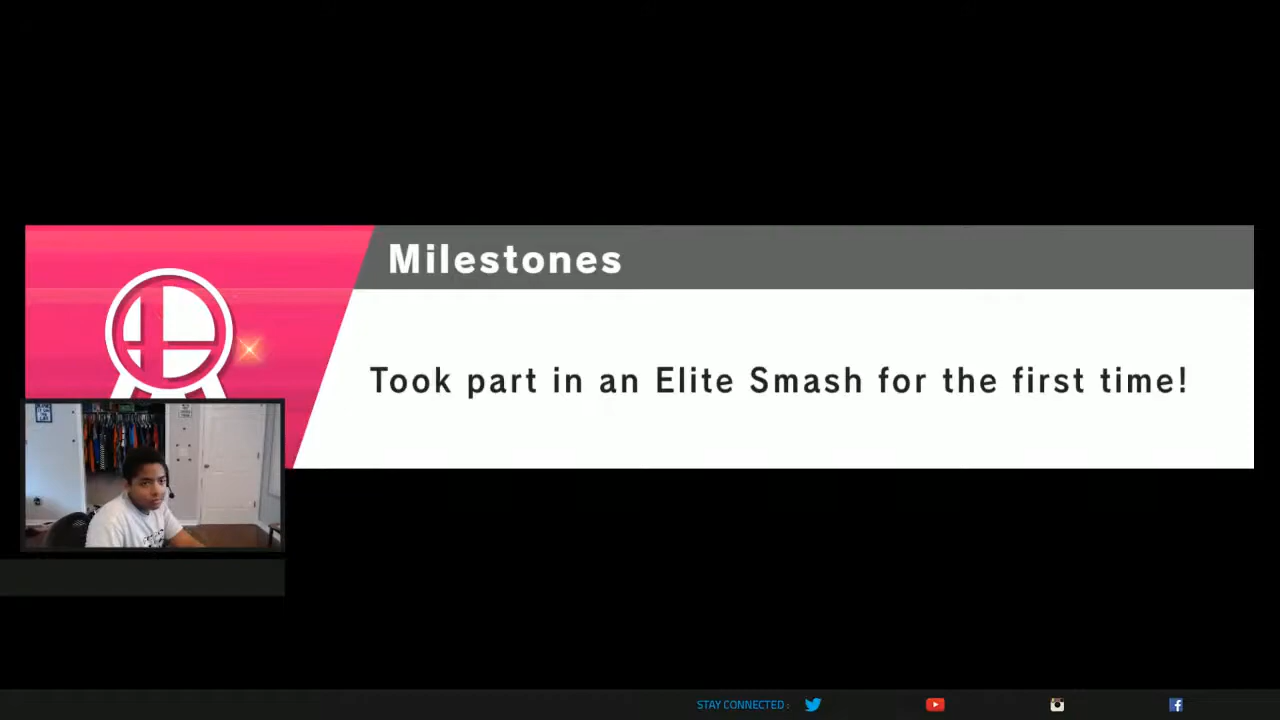 Milestones
Took part in an Elite Smash for the first time!
STAY CONNECTED :